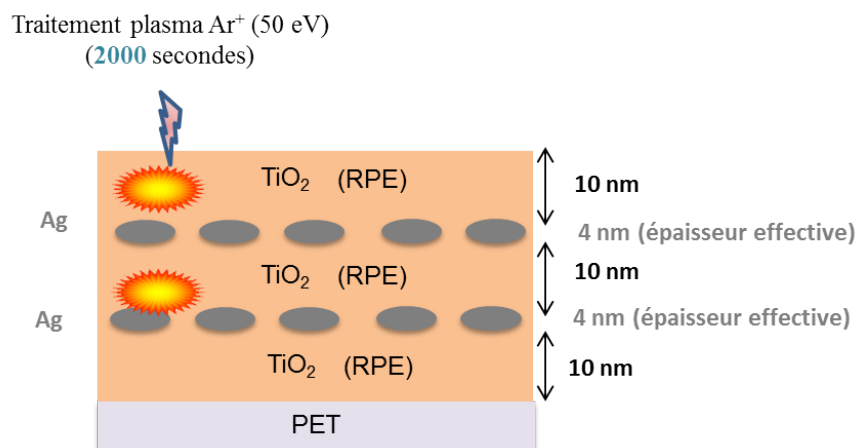 Traitement plasma Ar⁺ (50 eV)
(2000 secondes)
TiO₂ (RPE)
10 nm
Ag
4 nm (épaisseur effective)
TiO₂ (RPE)
10 nm
Ag
4 nm (épaisseur effective)
TiO₂ (RPE)
10 nm
PET